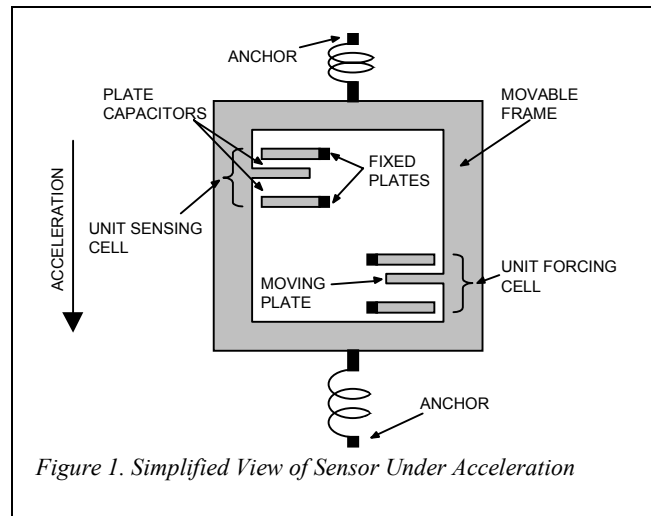 ANCHOR
PLATE
CAPACITORS
MOVABLE
FRAME
FIXED
PLATES
ACCELERATION
UNIT SENSING
CELL
MOVING
PLATE
UNIT FORCING
CELL
ANCHOR
Figure 1. Simplified View of Sensor Under Acceleration